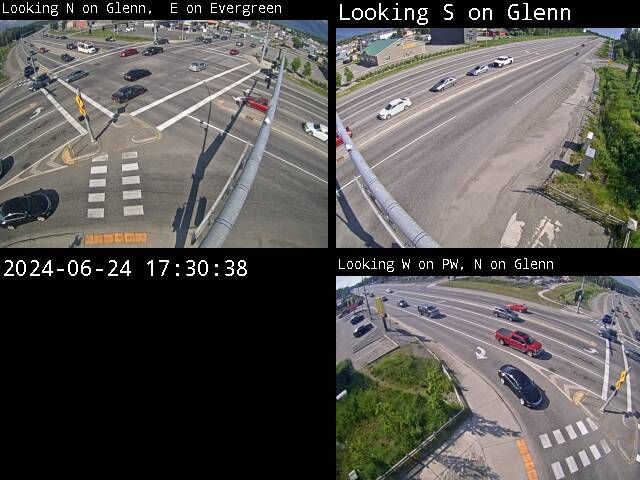 Looking N on Glenn, E on Evergreen
Looking S on Glenn
2024-06-24 17:30:38
Looking W on PW, N on Glenn